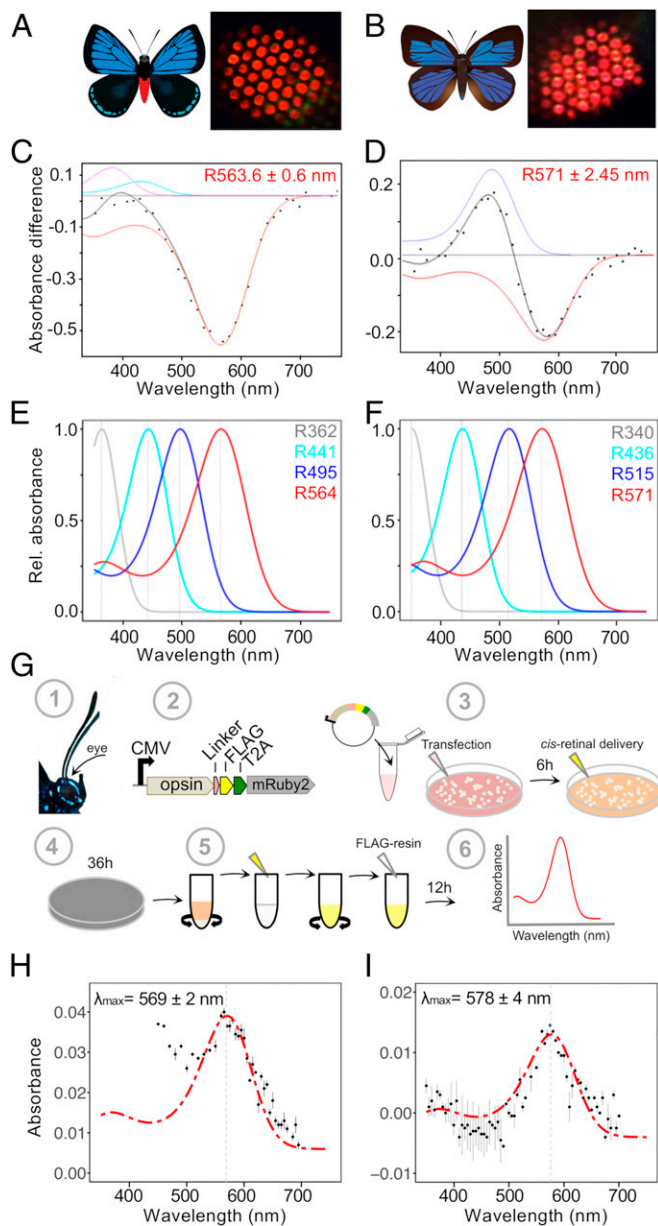 A
B
C
D
R563.6 ± 0.6 nm
R571 ± 2.45 nm
Absorbance difference
0.1
-0.1
-0.3
-0.5
0.2
0.0
-0.2
400 500 600 700
400 500 600 700
Wavelength (nm)
Wavelength (nm)
E
F
Rel. absorbance
1.0
0.5
0.0
R362
R441
R495
R564
1.0
0.5
0.0
R340
R436
R515
R571
400 500 600 700
400 500 600 700
Wavelength (nm)
Wavelength (nm)
G
1
eye
2
CMV
Linker
FLAG
T2A
opsin
mRuby2
3
Transfection
6h
cis-retinal delivery
4
36h
5
FLAG-resin
12h
6
Absorbance
Wavelength (nm)
H
I
λmax= 569 ± 2 nm
λmax= 578 ± 4 nm
Absorbance
0.04
0.03
0.02
0.01
0.00
0.02
0.01
0.00
−0.01
400 500 600 700
400 500 600 700
Wavelength (nm)
Wavelength (nm)